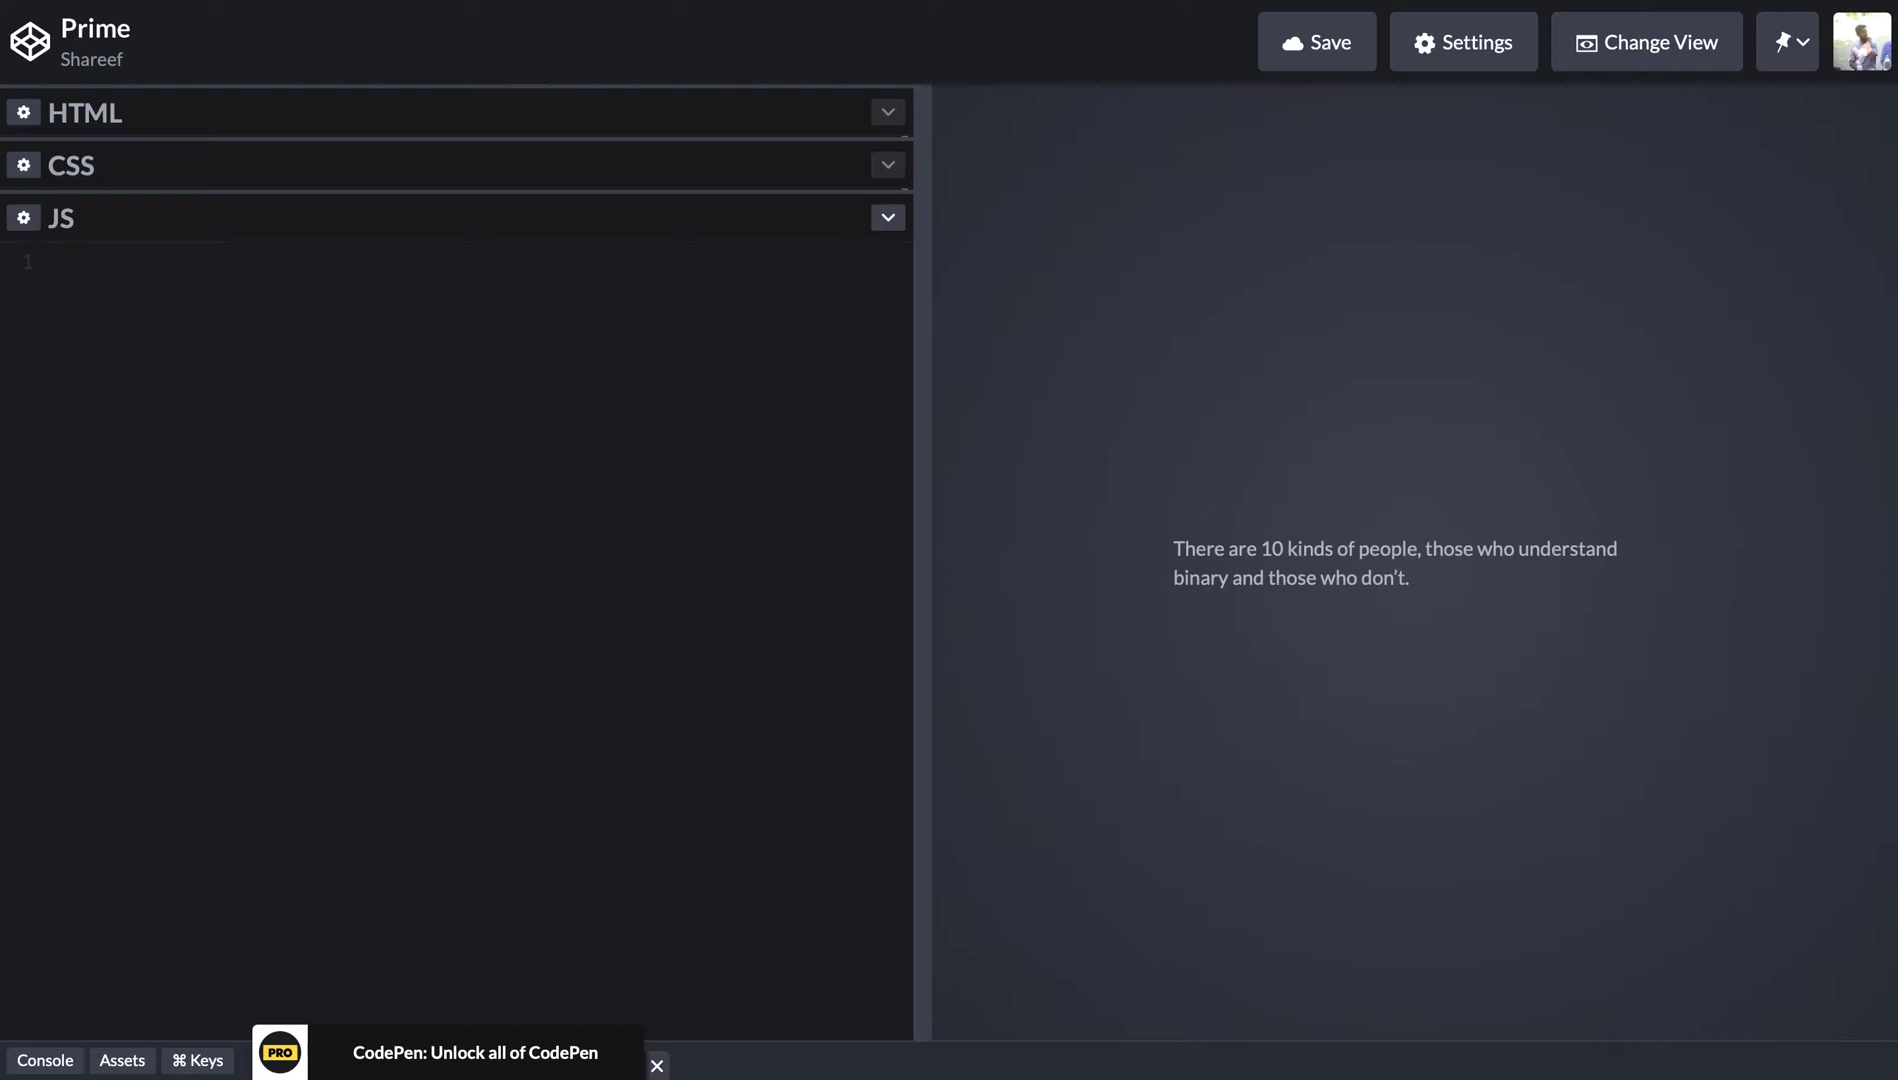 Prime
Shareef
Save
Settings
Change View
HTML
CSS
JS
1
There are 10 kinds of people, those who understand
binary and those who don’t.
Console
Assets
⌘ Keys
PRO
CodePen: Unlock all of CodePen